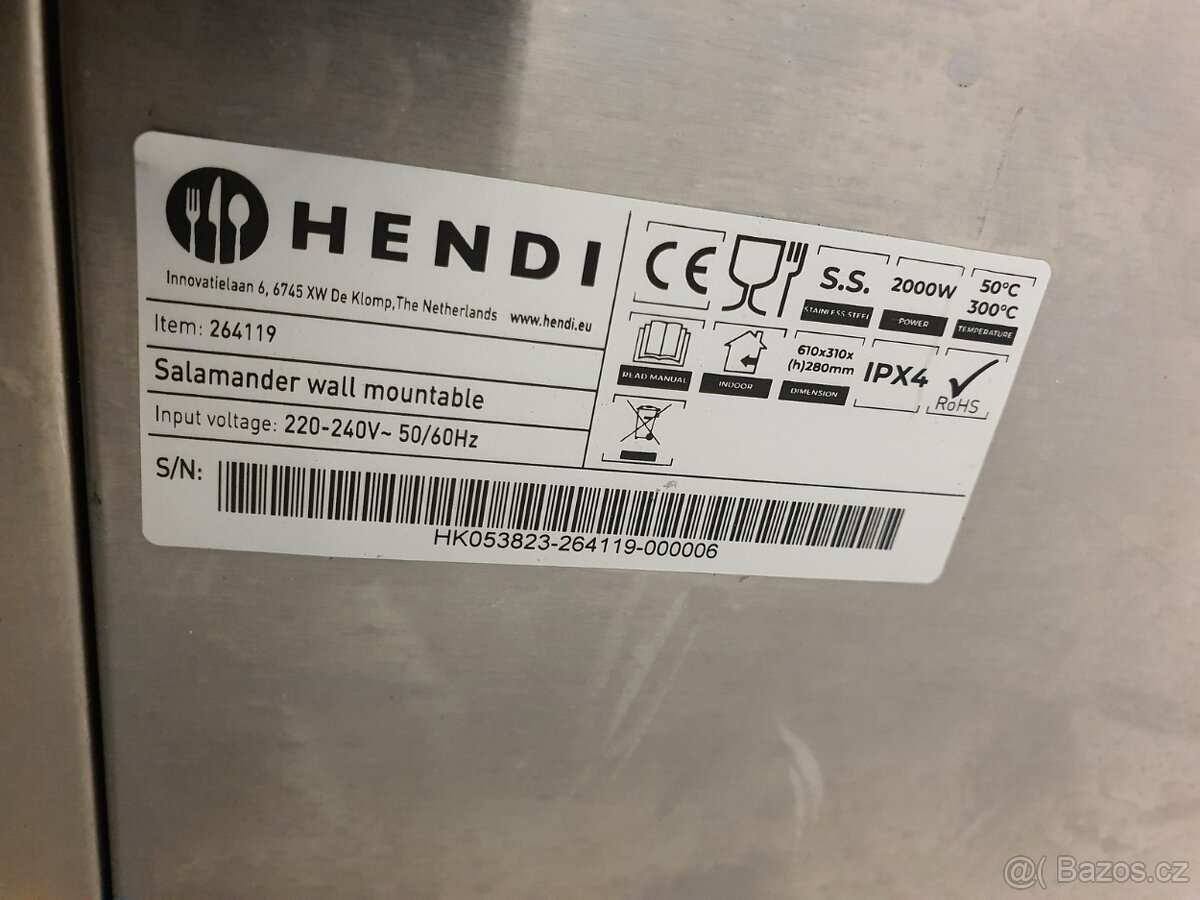 HENDI
Innovatielaan 6, 6745 XW De Klomp,The Netherlands www.hendi.eu
Item: 264119
Salamander wall mountable
Input voltage: 220-240V~ 50/60Hz
S/N:
HK053823-264119-000006
CE
S.S.
STAINLESS STEEL
2000W
POWER
50°C
300°C
TEMPERATURE
READ MANUAL
INDOOR
610x310x
(h)280mm
DIMENSION
IPX4
RoHS
@( Bazos.cz